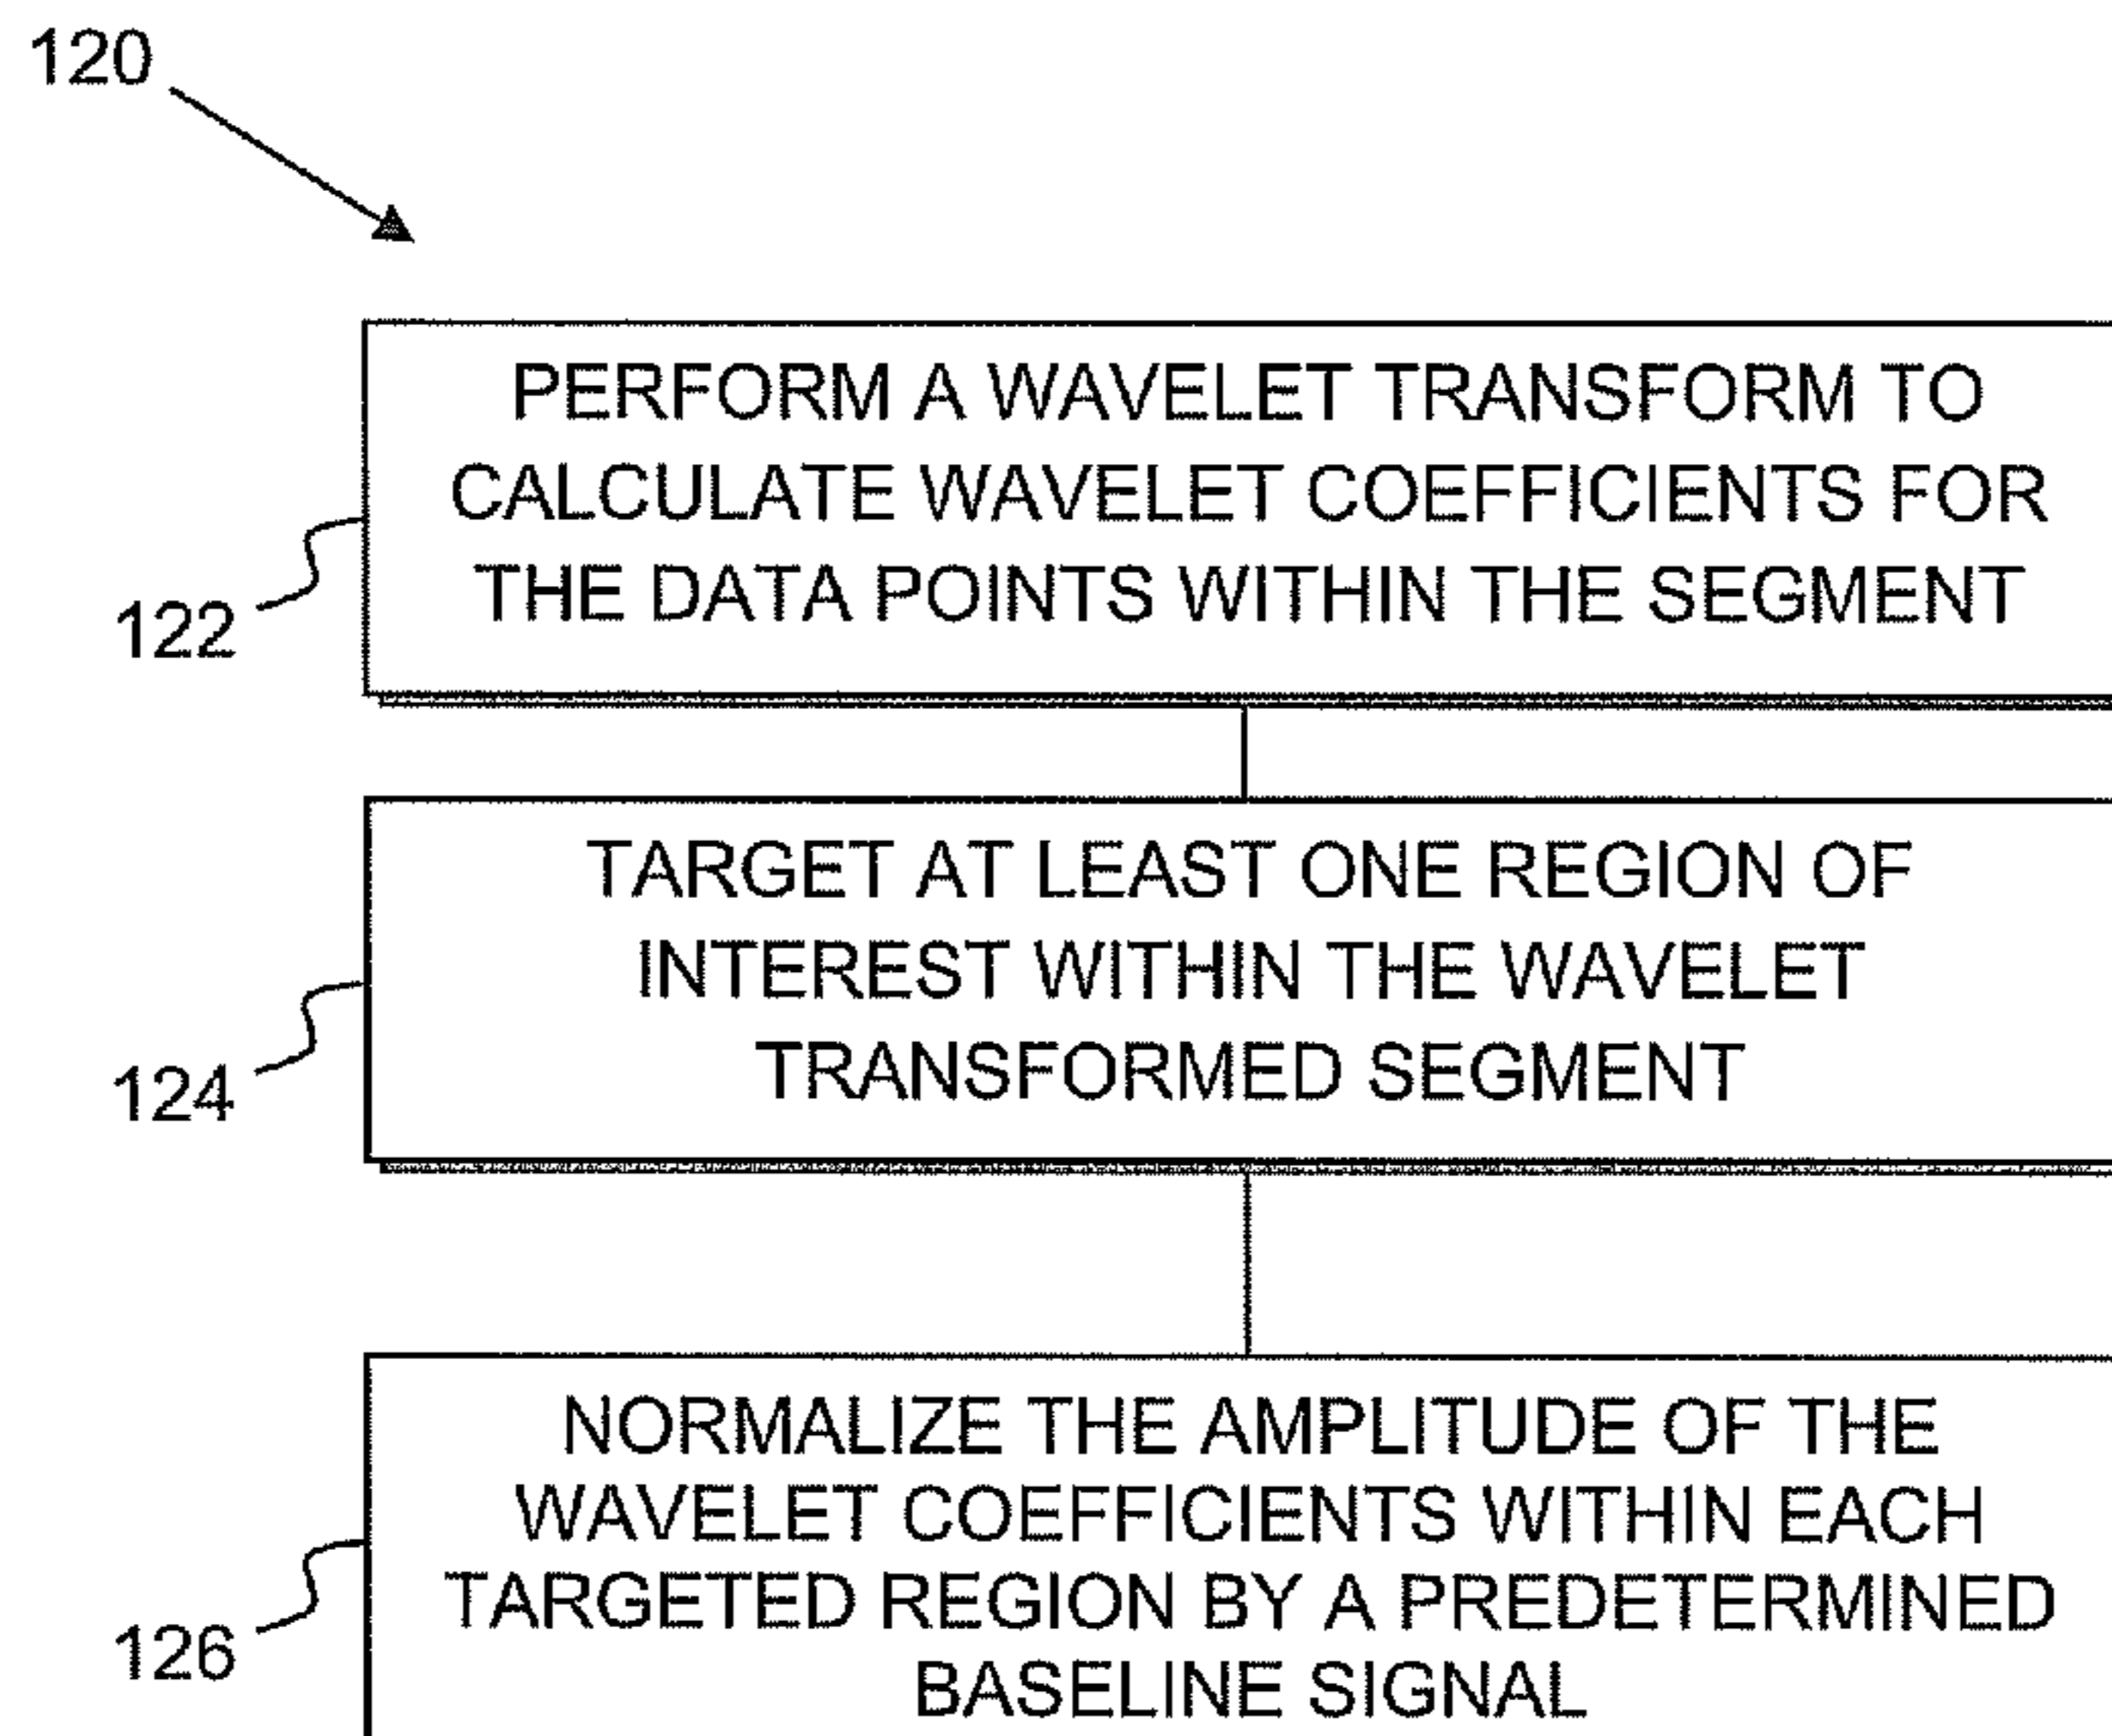 120
PERFORM A WAVELET TRANSFORM TO
CALCULATE WAVELET COEFFICIENTS FOR
THE DATA POINTS WITHIN THE SEGMENT
122
TARGET AT LEAST ONE REGION OF
INTEREST WITHIN THE WAVELET
TRANSFORMED SEGMENT
124
NORMALIZE THE AMPLITUDE OF THE
WAVELET COEFFICIENTS WITHIN EACH
TARGETED REGION BY A PREDETERMINED
BASELINE SIGNAL
126